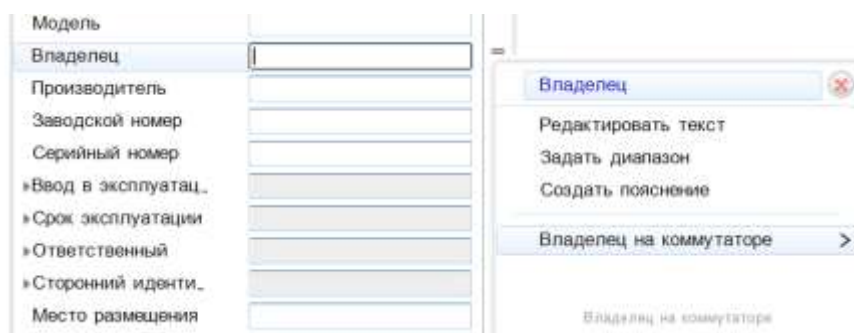 Модель
Владелец
Производитель
Заводской номер
Серийный номер
»Ввод в эксплуатац..
»Срок эксплуатации
»Ответственный
»Сторонний иденти..
Место размещения
Владелец
Редактировать текст
Задать диапазон
Создать пояснение
Владелец на коммутаторе >
Владелец на коммутаторе